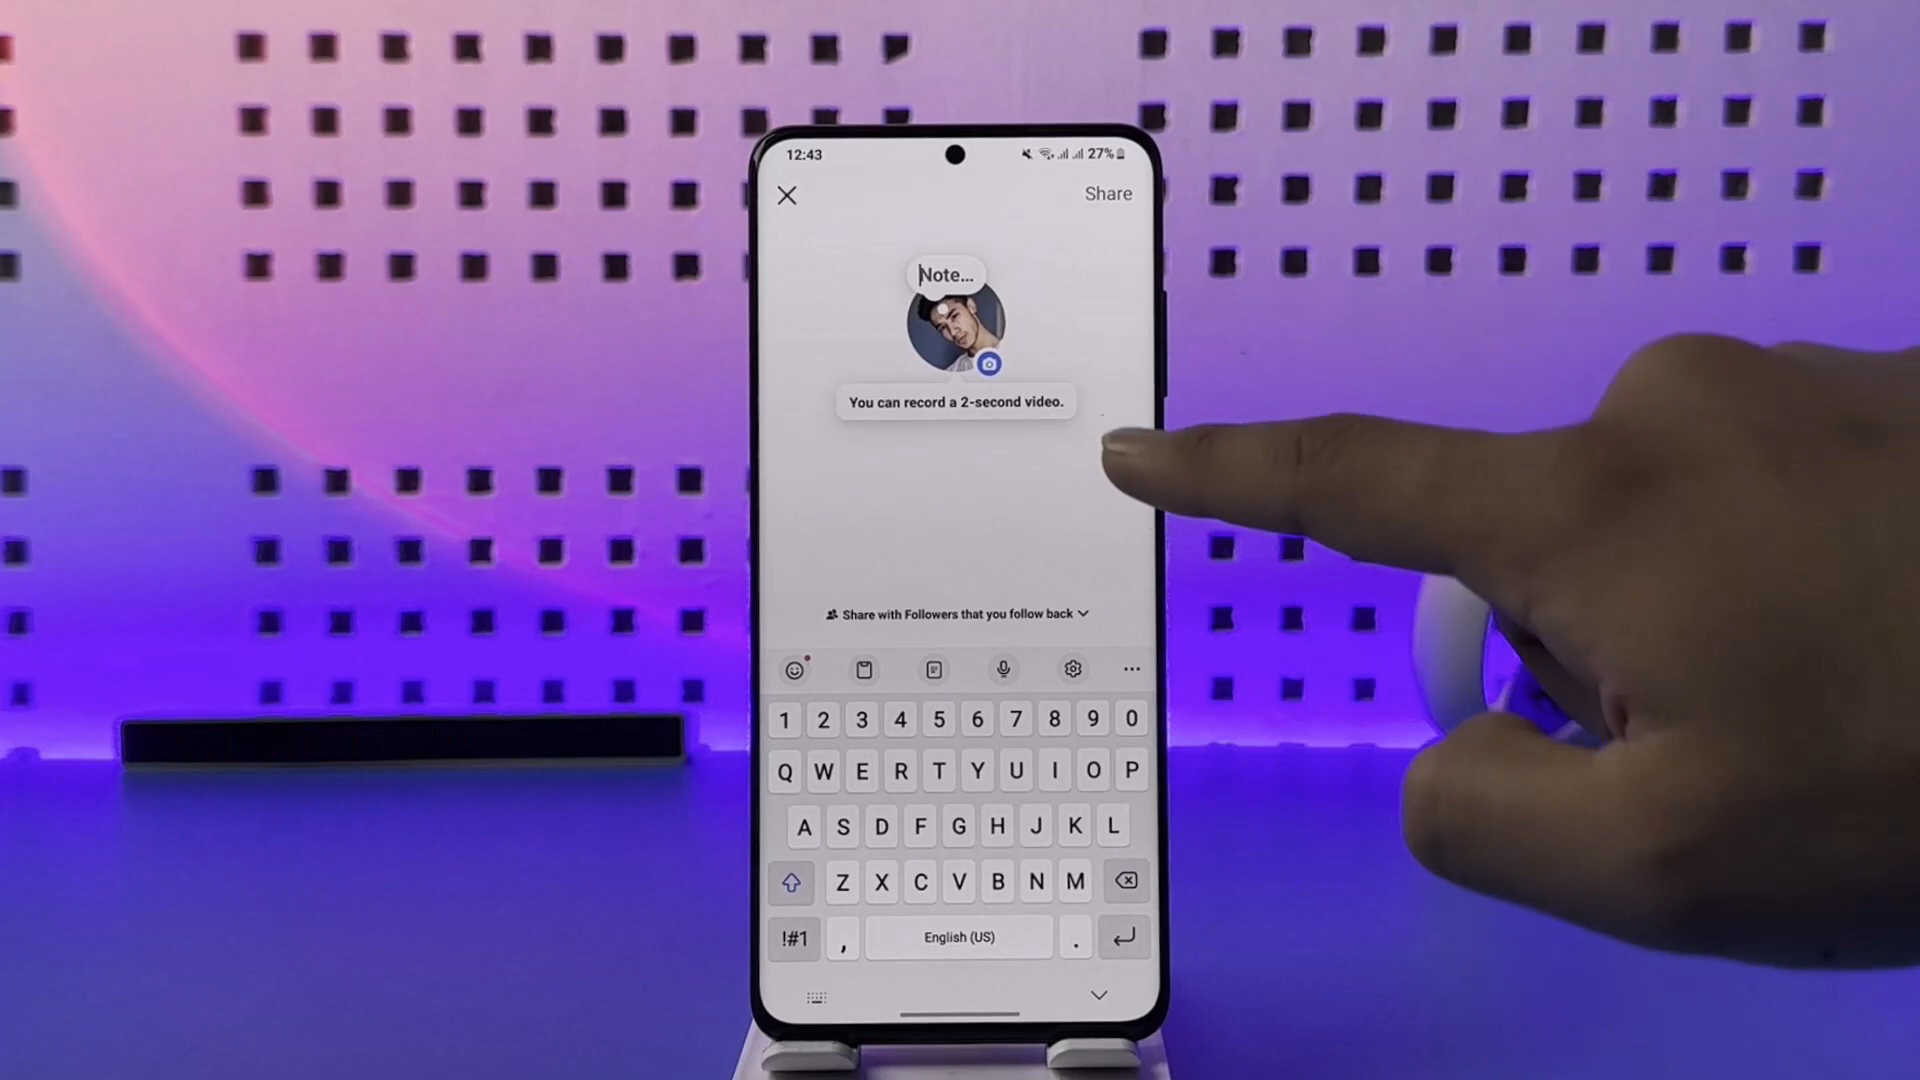 12:43
27%
Share
Note...
You can record a 2-second video.
Share with Followers that you follow back
1 2 3 4 5 6 7 8 9 0
Q W E R T Y U I O P
A S D F G H J K L
Z X C V B N M
!#1 , English (US) .